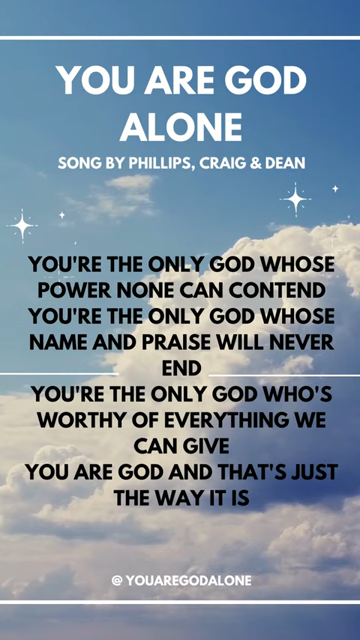 YOU ARE GOD
ALONE
SONG BY PHILLIPS, CRAIG & DEAN
YOU'RE THE ONLY GOD WHOSE
POWER NONE CAN CONTEND
YOU'RE THE ONLY GOD WHOSE
NAME AND PRAISE WILL NEVER
END
YOU'RE THE ONLY GOD WHO'S
WORTHY OF EVERYTHING WE
CAN GIVE
YOU ARE GOD AND THAT'S JUST
THE WAY IT IS
@ YOUAREGODALONE